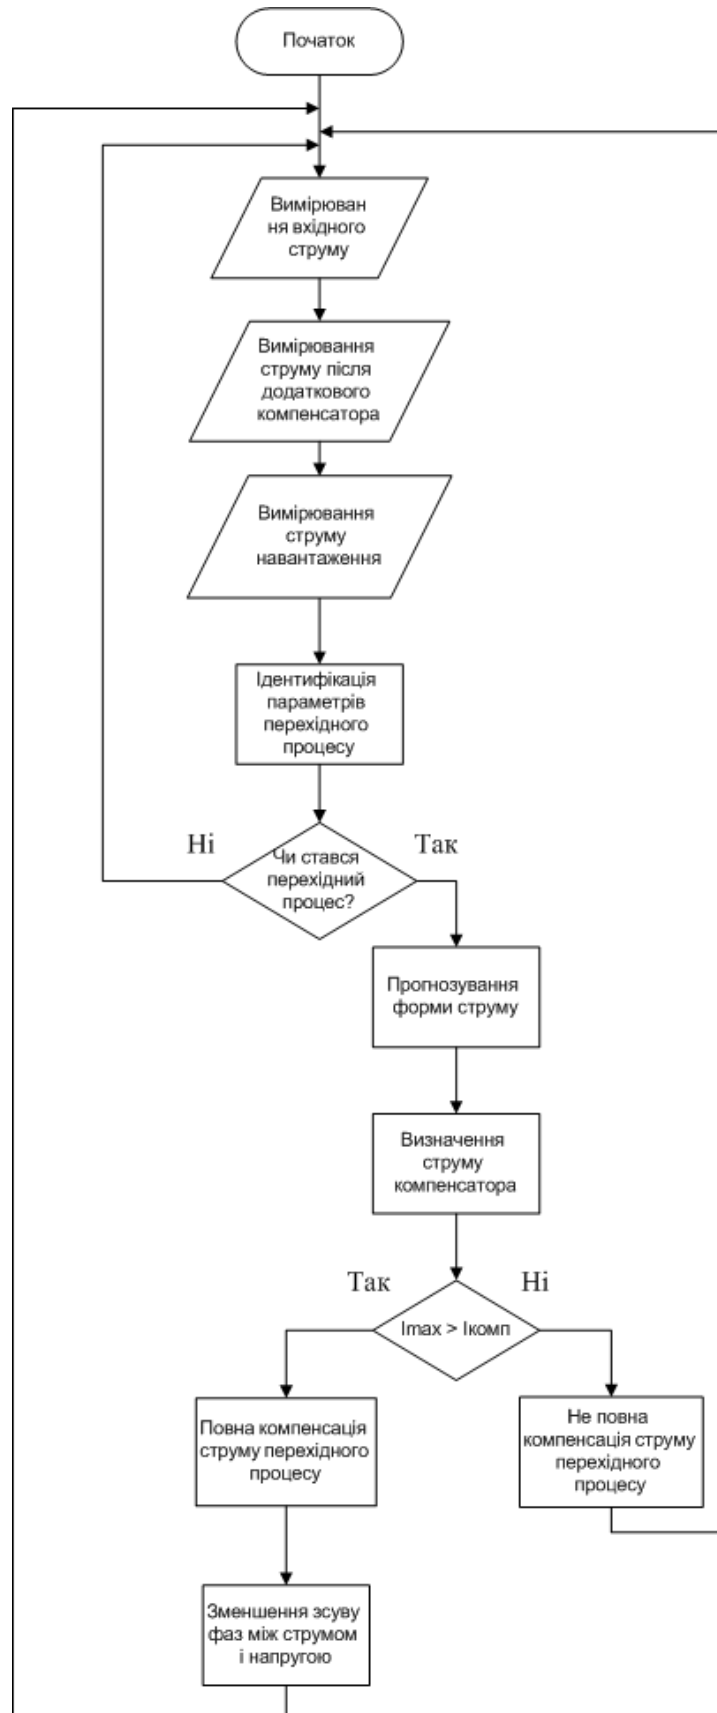 Початок
Вимірюван
ня вхідного
струму
Вимірювання
струму після
додаткового
компенсатора
Вимірювання
струму
навантаження
Ідентифікація
параметрів
перехідного
процесу
Ні
Так
Чи стався
перехідний
процес?
Прогнозування
форми струму
Визначення
струму
компенсатора
Так
Ні
Imax > Iкомп
Повна компенсація
струму перехідного
процесу
Не повна
компенсація струму
перехідного
процесу
Зменшення зсуву
фаз між струмом
і напругою